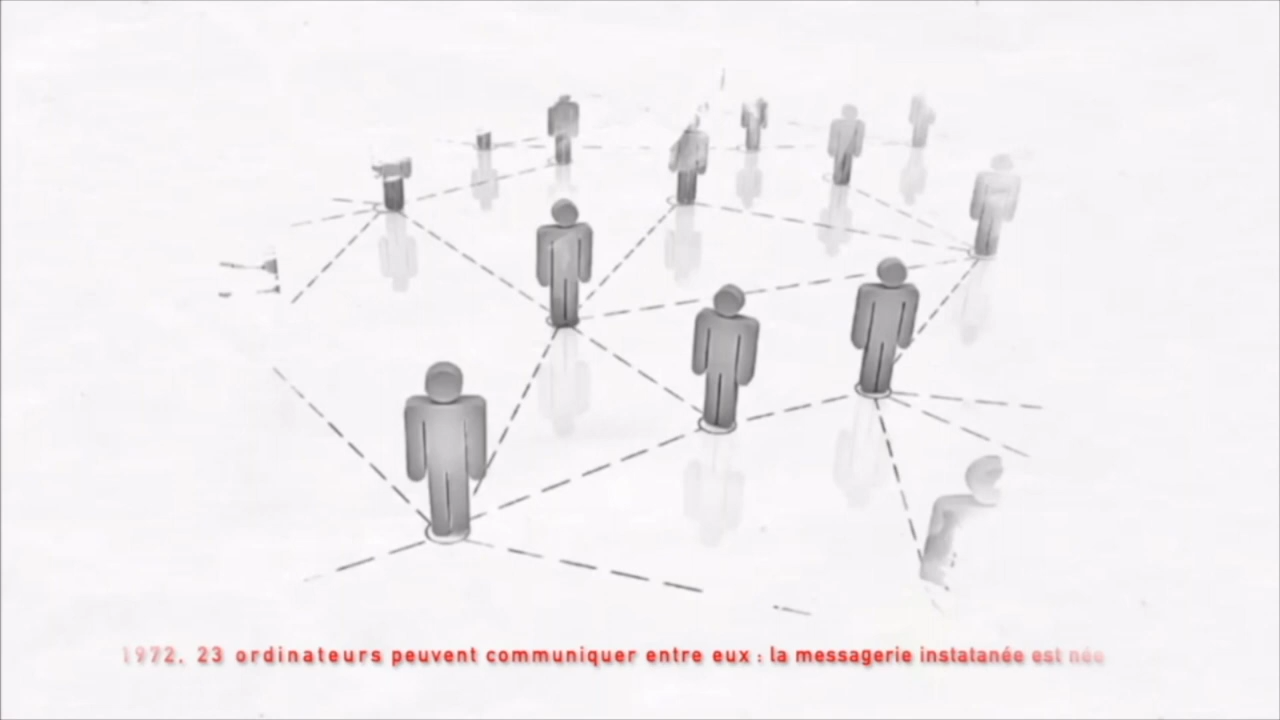 1972. 23 ordinateurs peuvent communiquer entre eux : la messagerie instatanée est née